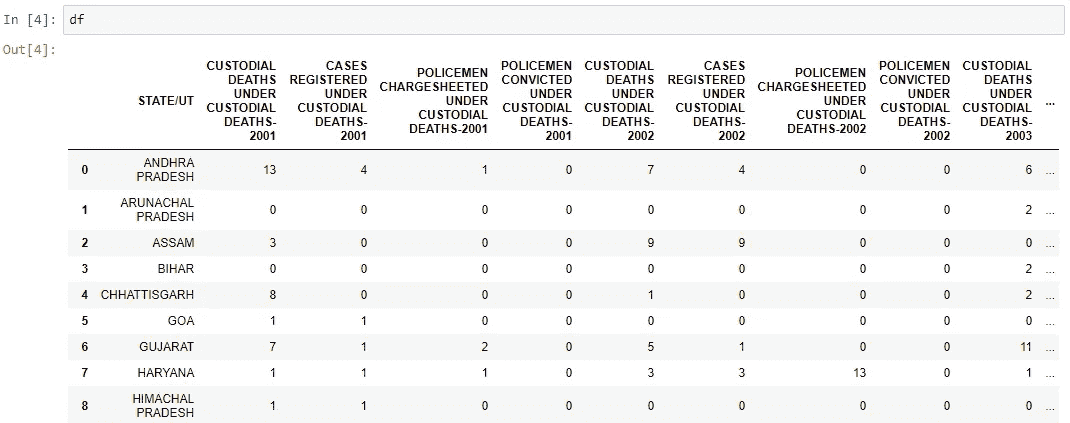 In [4]: df
Out[4]:
STATE/UT CUSTODIAL DEATHS UNDER CUSTODIAL DEATHS-2001 CASES REGISTERED UNDER CUSTODIAL DEATHS-2001 POLICEMEN CHARGESHEETED UNDER CUSTODIAL DEATHS-2001 POLICEMEN CONVICTED UNDER CUSTODIAL DEATHS-2001 CUSTODIAL DEATHS UNDER CUSTODIAL DEATHS-2002 CASES REGISTERED UNDER CUSTODIAL DEATHS-2002 POLICEMEN CHARGESHEETED UNDER CUSTODIAL DEATHS-2002 POLICEMEN CONVICTED UNDER CUSTODIAL DEATHS-2002 CUSTODIAL DEATHS UNDER CUSTODIAL DEATHS-2003 ...
0 ANDHRA PRADESH 13 4 1 0 7 4 0 0 6 ...
1 ARUNACHAL PRADESH 0 0 0 0 0 0 0 0 2 ...
2 ASSAM 3 0 0 0 9 9 0 0 0 ...
3 BIHAR 0 0 0 0 0 0 0 0 2 ...
4 CHHATTISGARH 8 0 0 0 1 0 0 0 2 ...
5 GOA 1 1 0 0 0 0 0 0 0 ...
6 GUJARAT 7 1 2 0 5 1 0 0 11 ...
7 HARYANA 1 1 1 0 3 3 13 0 1 ...
8 HIMACHAL PRADESH 1 1 0 0 0 0 0 0 0 ...